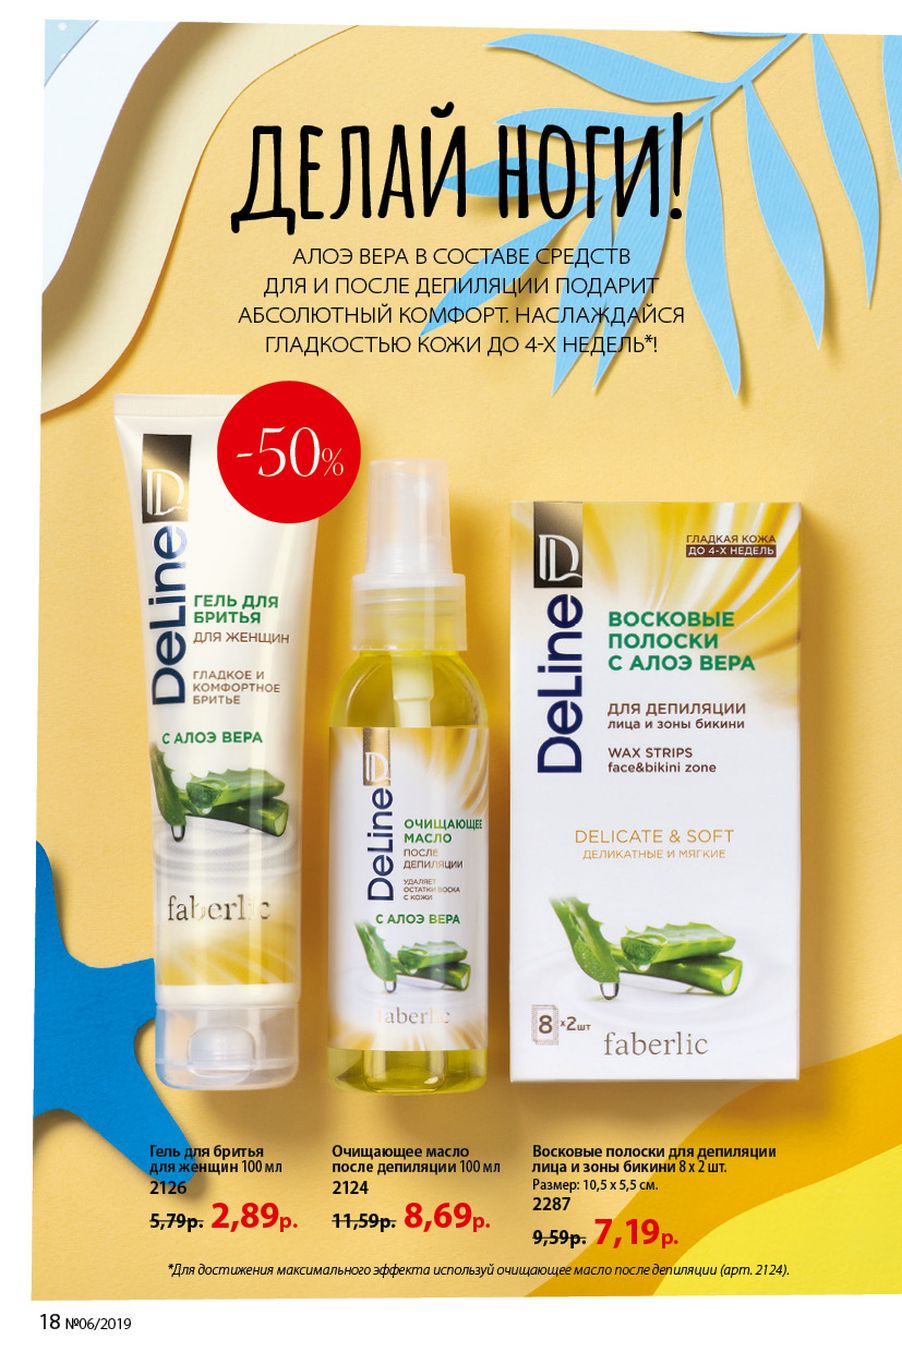 ДЕЛАЙ НОГИ!
АЛОЭ ВЕРА В СОСТАВЕ СРЕДСТВ
ДЛЯ И ПОСЛЕ ДЕПИЛЯЦИИ ПОДАРИТ
АБСОЛЮТНЫЙ КОМФОРТ. НАСЛАЖДАЙСЯ
ГЛАДКОСТЬЮ КОЖИ ДО 4-Х НЕДЕЛЬ*!
-50%
DeLine
ГЕЛЬ ДЛЯ
БРИТЬЯ
ДЛЯ ЖЕНЩИН
ГЛАДКОЕ И
КОМФОРТНОЕ
БРИТЬЕ
С АЛОЭ ВЕРА
faberlic
DeLine
ОЧИЩАЮЩЕЕ
МАСЛО
ПОСЛЕ
ДЕПИЛЯЦИИ
УДАЛЯЕТ
ОСТАТКИ ВОСКА
С КОЖИ
С АЛОЭ ВЕРА
faberlic
ГЛАДКАЯ КОЖА
ДО 4-Х НЕДЕЛЬ
DeLine
ВОСКОВЫЕ
ПОЛОСКИ
С АЛОЭ ВЕРА
ДЛЯ ДЕПИЛЯЦИИ
лица и зоны бикини
WAX STRIPS
face&bikini zone
DELICATE & SOFT
ДЕЛИКАТНЫЕ И МЯГКИЕ
8 x2шт
faberlic
Гель для бритья
для женщин 100 мл
2126
5,79р. 2,89р.
Очищающее масло
после депиляции 100 мл
2124
11,59р. 8,69р.
Восковые полоски для депиляции
лица и зоны бикини 8 x 2 шт.
Размер: 10,5 x 5,5 см.
2287
9,59р. 7,19р.
*Для достижения максимального эффекта используй очищающее масло после депиляции (арт. 2124).
18 №06/2019